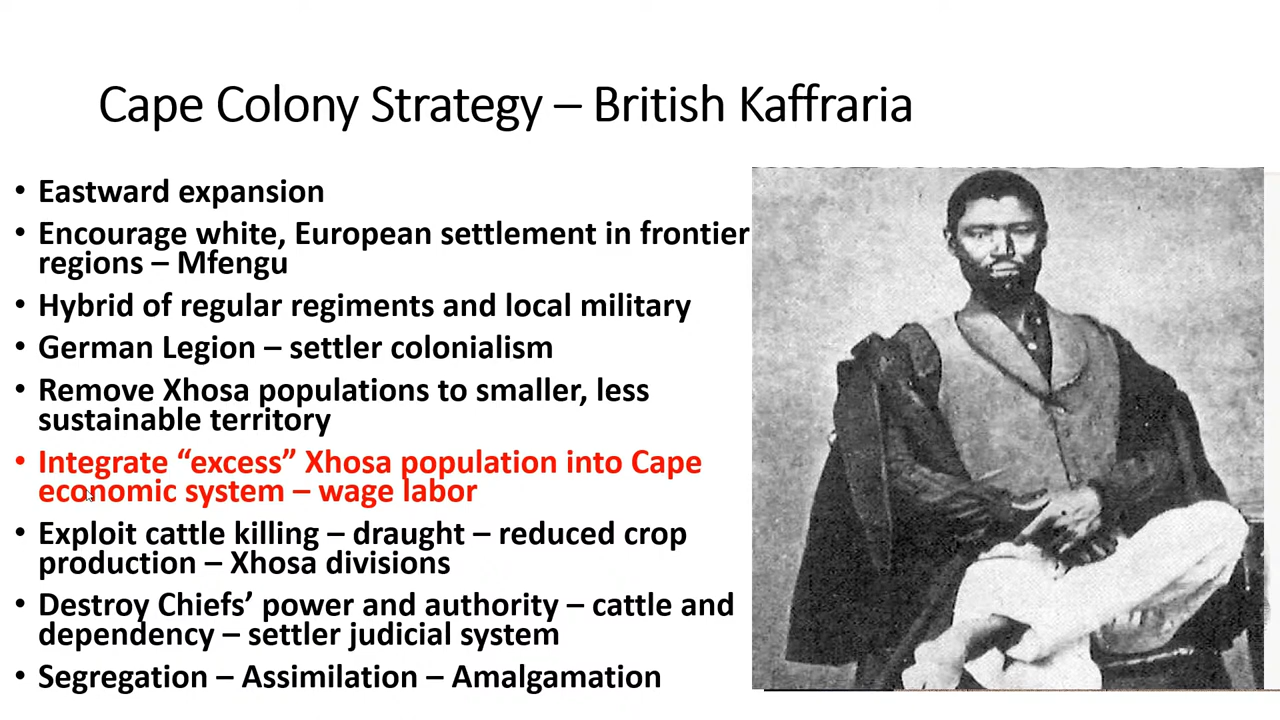 Cape Colony Strategy – British Kaffraria
• Eastward expansion
• Encourage white, European settlement in frontier
regions – Mfengu
• Hybrid of regular regiments and local military
• German Legion – settler colonialism
• Remove Xhosa populations to smaller, less
sustainable territory
• Integrate “excess” Xhosa population into Cape
economic system – wage labor
• Exploit cattle killing – draught – reduced crop
production – Xhosa divisions
• Destroy Chiefs’ power and authority – cattle and
dependency – settler judicial system
• Segregation – Assimilation – Amalgamation